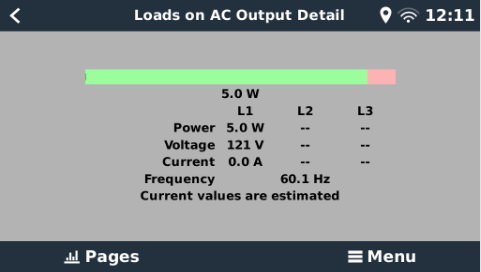 Loads on AC Output Detail 12:11
5.0 W
L1 L2 L3
Power 5.0 W -- --
Voltage 121 V -- --
Current 0.0 A -- --
Frequency 60.1 Hz
Current values are estimated
Pages Menu